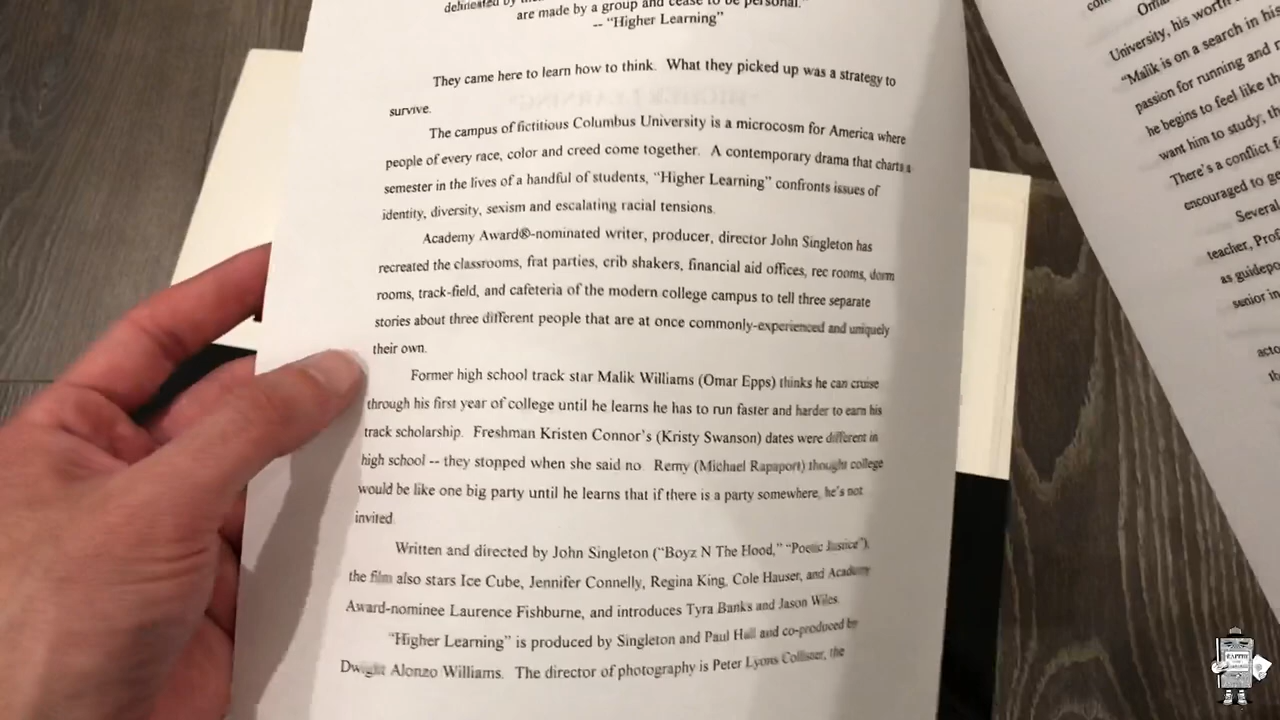 delineated by
are made by a group and cease to be personal."
-- "Higher Learning"
They came here to learn how to think. What they picked up was a strategy to
survive.
The campus of fictitious Columbus University is a microcosm for America where
people of every race, color and creed come together. A contemporary drama that charts a
semester in the lives of a handful of students, "Higher Learning" confronts issues of
identity, diversity, sexism and escalating racial tensions.
Academy Award®-nominated writer, producer, director John Singleton has
recreated the classrooms, frat parties, crib shakers, financial aid offices, rec rooms, dorm
rooms, track-field, and cafeteria of the modern college campus to tell three separate
stories about three different people that are at once commonly-experienced and uniquely
their own.
Former high school track star Malik Williams (Omar Epps) thinks he can cruise
through his first year of college until he learns he has to run faster and harder to earn his
track scholarship. Freshman Kristen Connor's (Kristy Swanson) dates were different in
high school -- they stopped when she said no. Remy (Michael Rapaport) thought college
would be like one big party until he learns that if there is a party somewhere, he's not
invited.
Written and directed by John Singleton ("Boyz N The Hood," "Poetic Justice"),
the film also stars Ice Cube, Jennifer Connelly, Regina King, Cole Hauser, and Academy
Award-nominee Laurence Fishburne, and introduces Tyra Banks and Jason Wiles.
"Higher Learning" is produced by Singleton and Paul Hall and co-produced by
Dwight Alonzo Williams. The director of photography is Peter Lyons Collister, the
University, his worth
"Malik is on a search in his
passion for running and
he begins to feel like th
want him to study, th
There's a conflict f
encouraged to ge
Several
teacher, Prof
as guidepo
senior in
acto
th